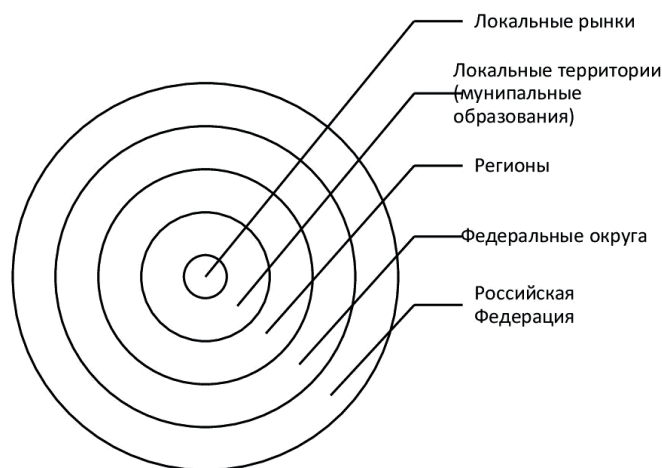 Локальные рынки
Локальные территории
(мунипальные
образования)
Регионы
Федеральные округа
Российская
Федерация